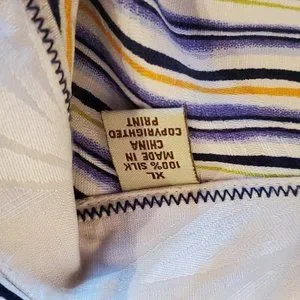 XL
100% SILK
MADE IN
CHINA
COPYRIGHTED
PRINT